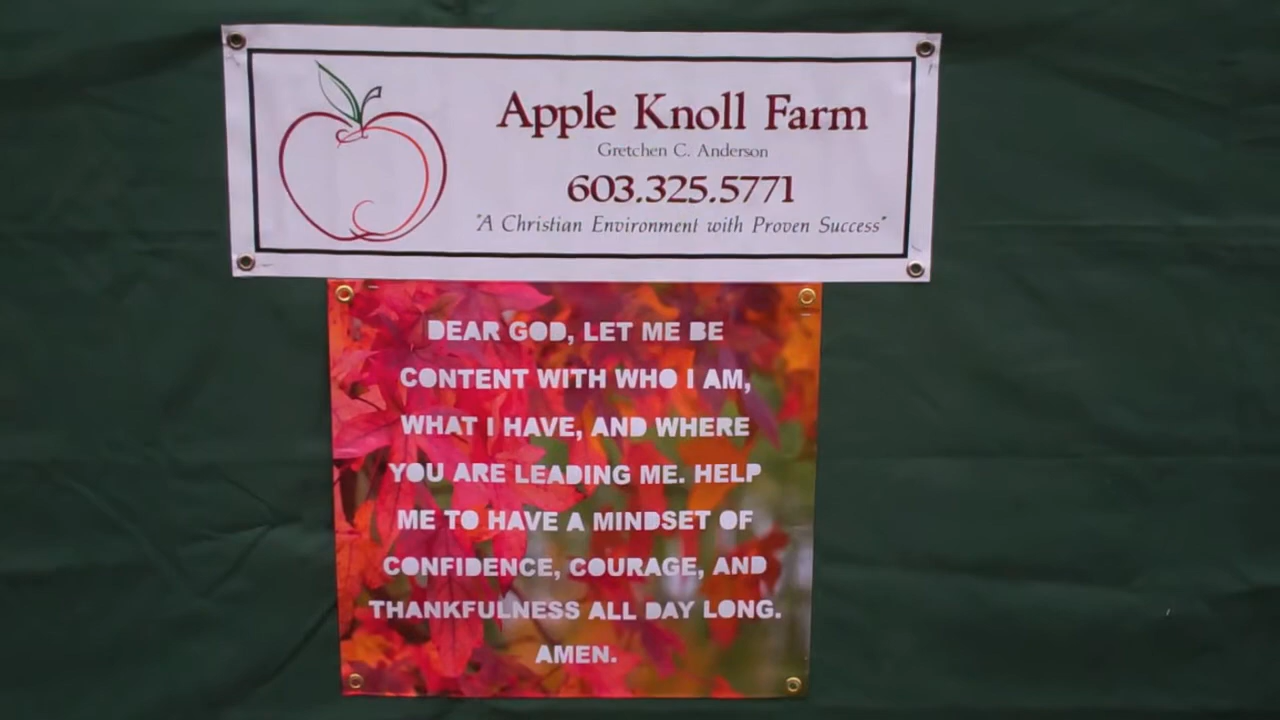 Apple Knoll Farm
Gretchen C. Anderson
603.325.5771
"A Christian Environment with Proven Success"
DEAR GOD, LET ME BE
CONTENT WITH WHO I AM,
WHAT I HAVE, AND WHERE
YOU ARE LEADING ME. HELP
ME TO HAVE A MINDSET OF
CONFIDENCE, COURAGE, AND
THANKFULNESS ALL DAY LONG.
AMEN.